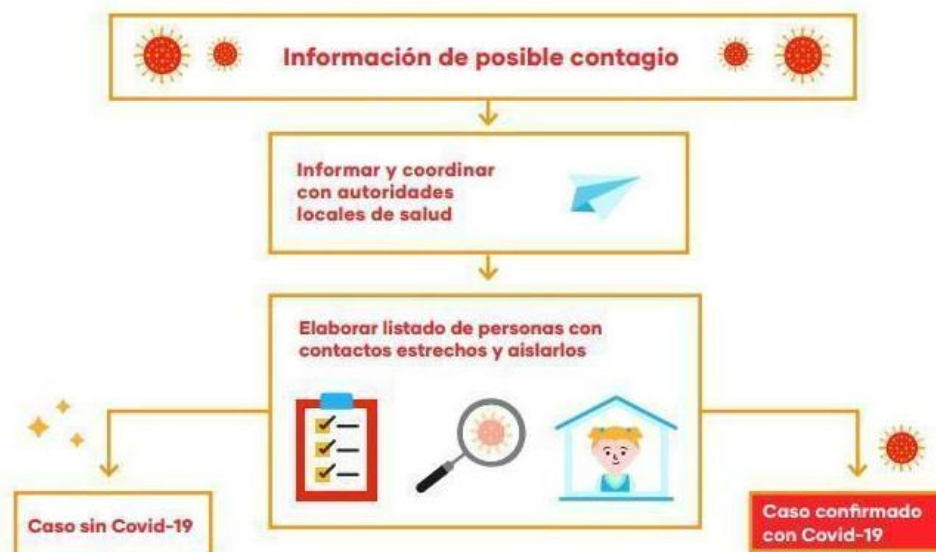 Información de posible contagio
Informar y coordinar
con autoridades
locales de salud
Elaborar listado de personas con
contactos estrechos y aislarlos
Caso sin Covid-19
Caso confirmado
con Covid-19